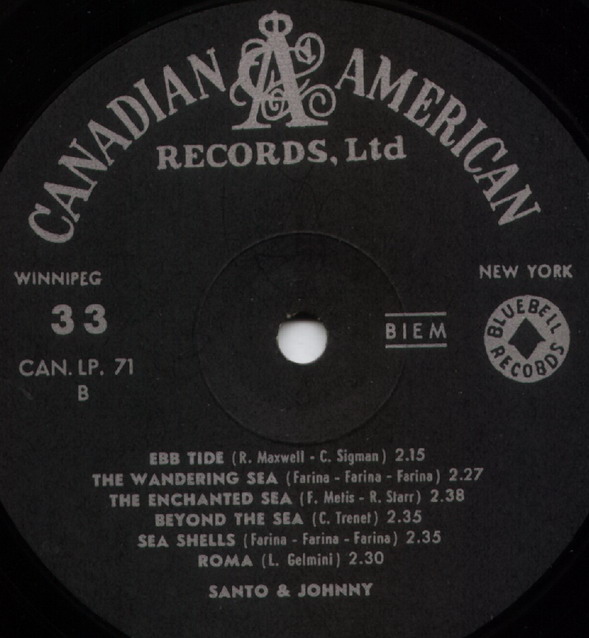 CANADIAN AMERICAN
RECORDS, Ltd
WINNIPEG
NEW YORK
33
BIEM
BLUEBELL RECORDS
CAN. LP. 71
B
EBB TIDE (R. Maxwell - C. Sigman) 2.15
THE WANDERING SEA (Farina - Farina - Farina) 2.27
THE ENCHANTED SEA (F. Metis - R. Starr) 2.38
BEYOND THE SEA (C. Trenet) 2.35
SEA SHELLS (Farina - Farina - Farina) 2.35
ROMA (L. Gelmini) 2.30
SANTO & JOHNNY